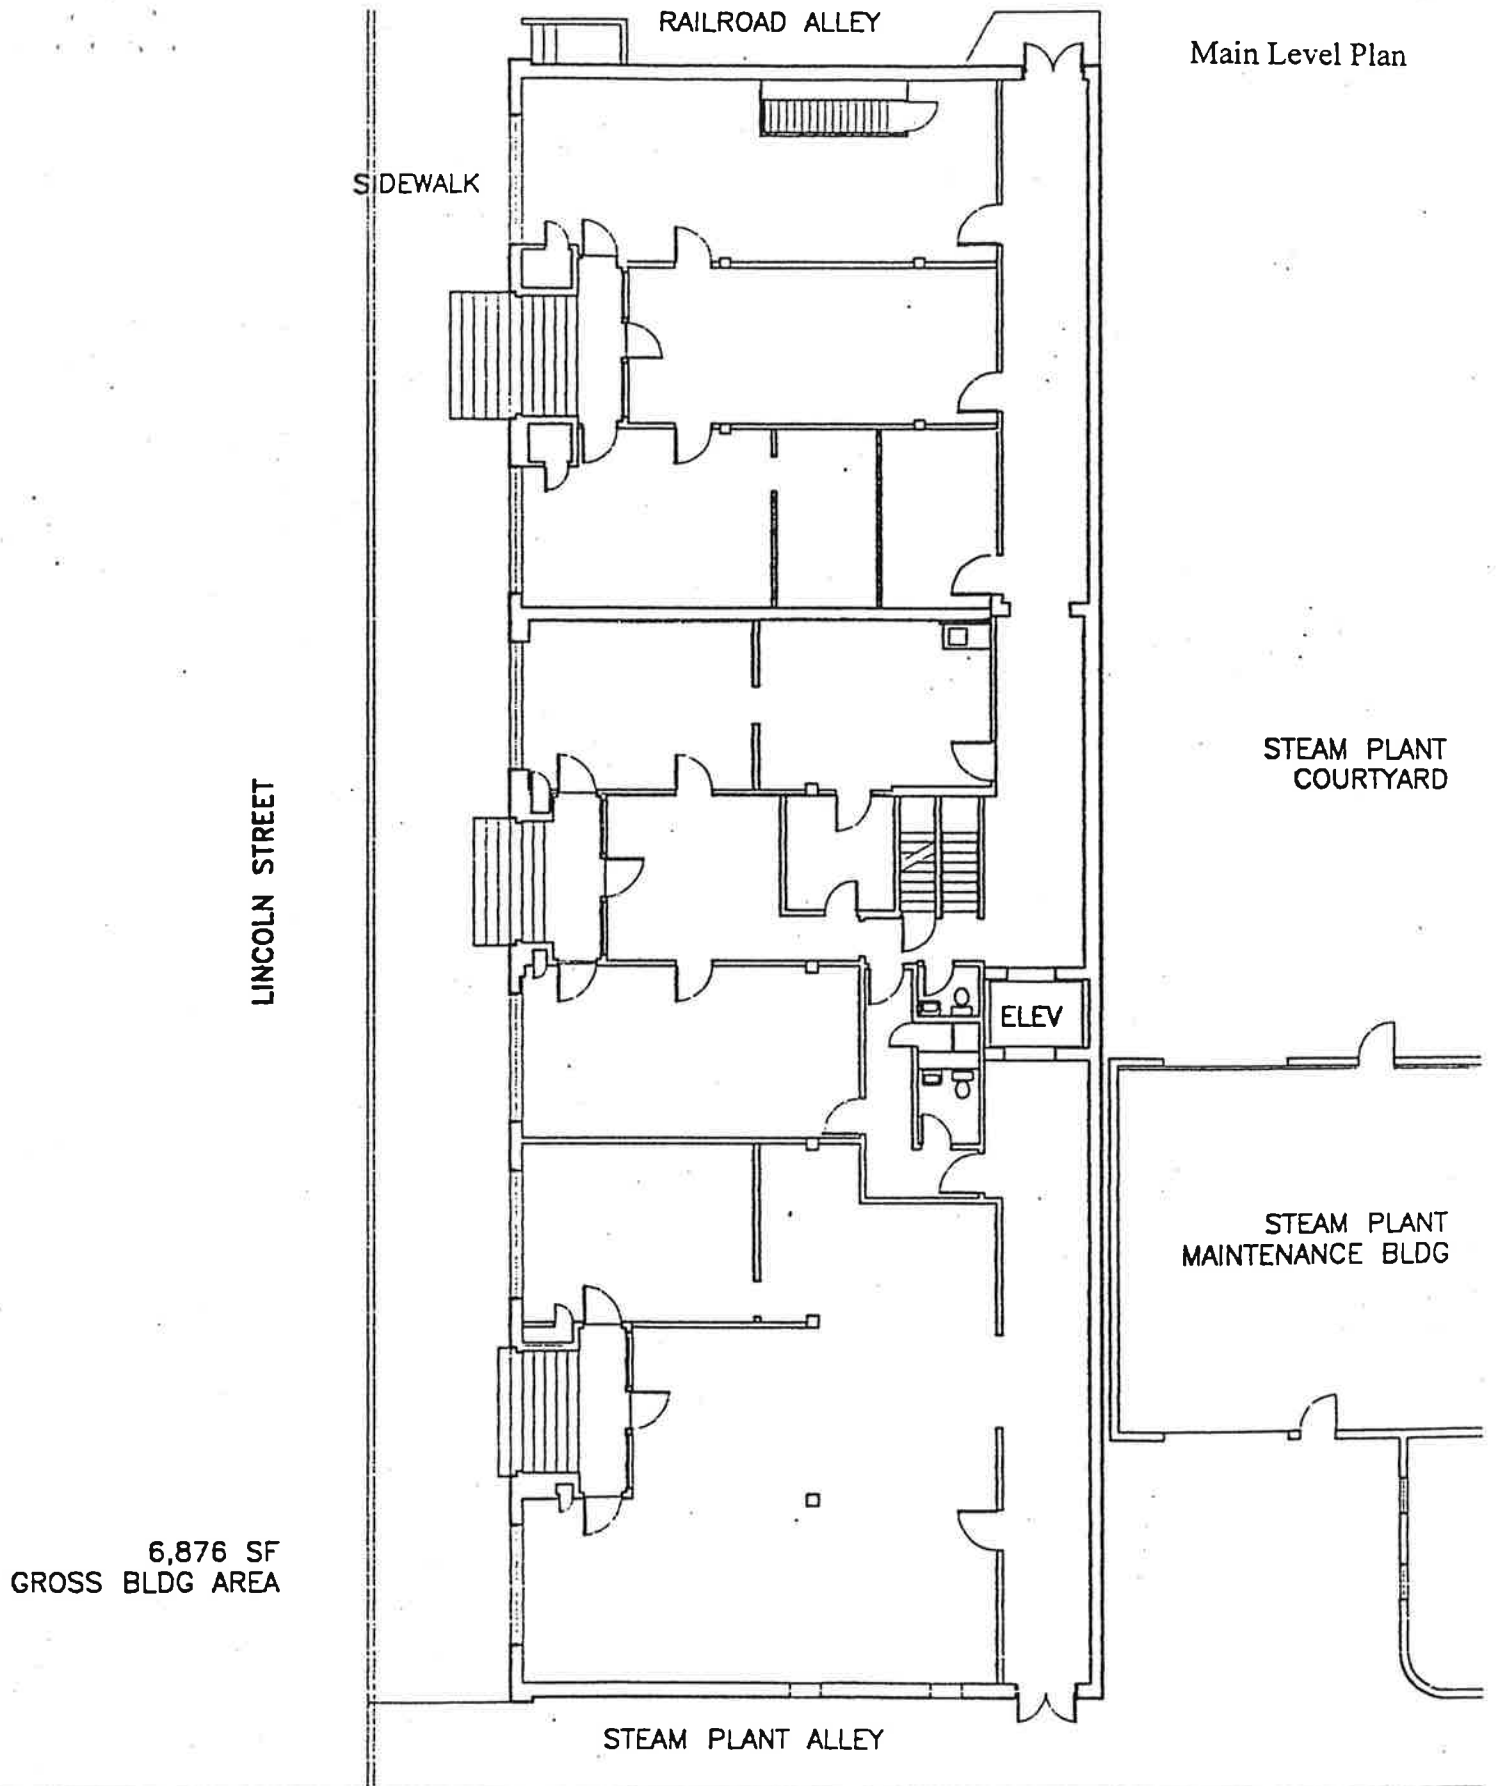 RAILROAD ALLEY
Main Level Plan
SIDEWALK
STEAM PLANT
COURTYARD
LINCOLN STREET
ELEV
STEAM PLANT
MAINTENANCE BLDG
6,876 SF
GROSS BLDG AREA
STEAM PLANT ALLEY